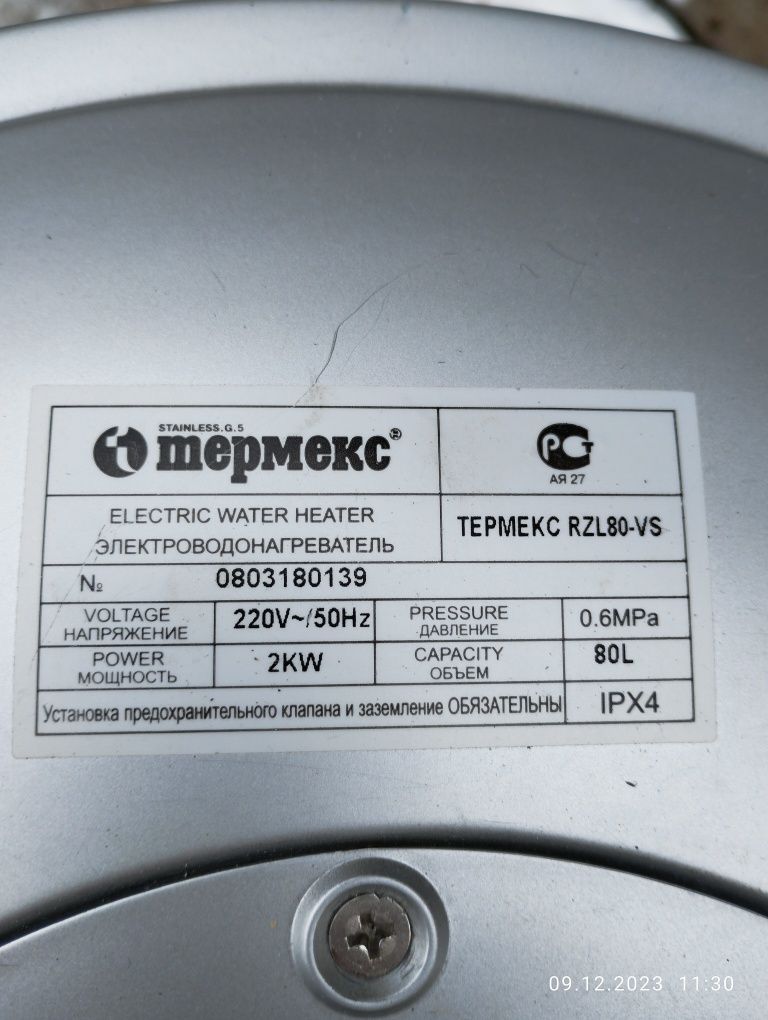 STAINLESS.G.5
термекс®
РСТ
АЯ 27
ELECTRIC WATER HEATER
ЭЛЕКТРОВОДОНАГРЕВАТЕЛЬ
ТЕРМЕКС RZL80-VS
№ 0803180139
VOLTAGE
НАПРЯЖЕНИЕ
220V~/50Hz
PRESSURE
ДАВЛЕНИЕ
0.6MPa
POWER
МОЩНОСТЬ
2KW
CAPACITY
ОБЪЕМ
80L
Установка предохранительного клапана и заземление ОБЯЗАТЕЛЬНЫ
IPX4
09.12.2023 11:30